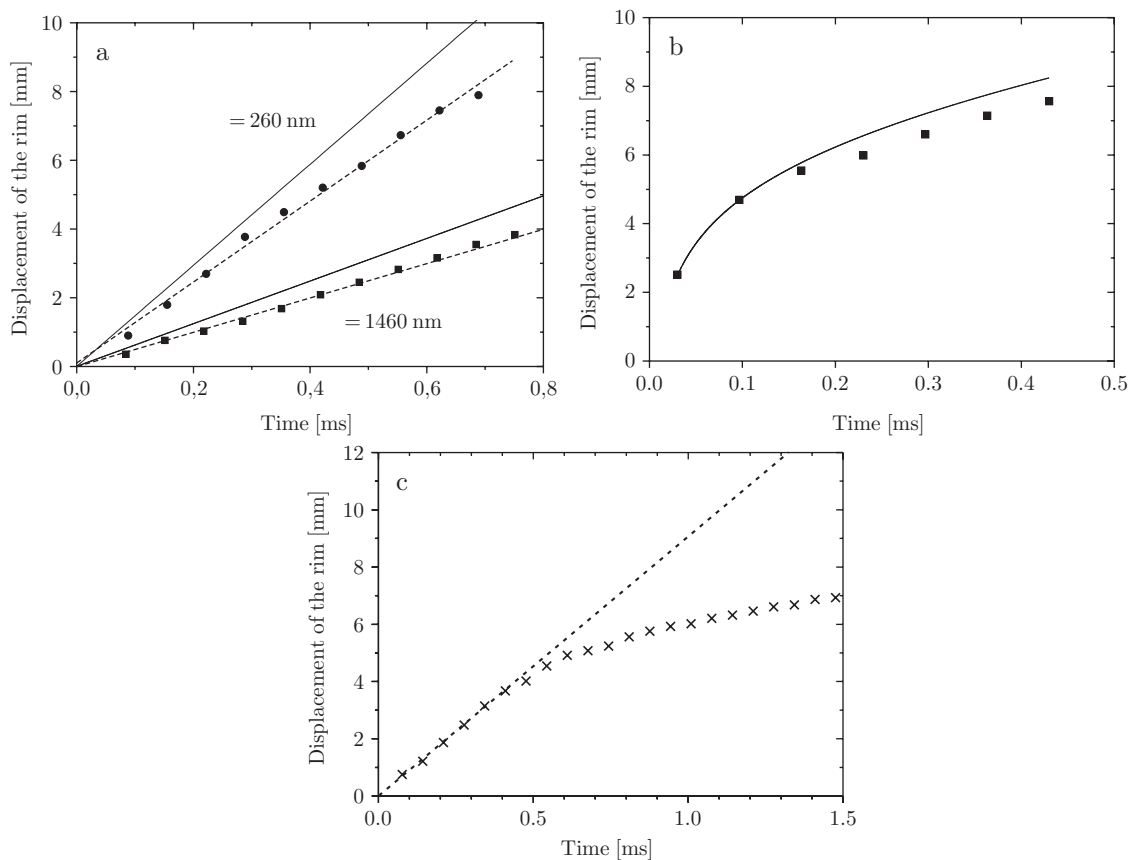 10
8
6
4
2
0
Displacement of the rim [mm]
a
= 260 nm
= 1460 nm
0,0 0,2 0,4 0,6 0,8
Time [ms]
10
8
6
4
2
0
Displacement of the rim [mm]
b
0.0 0.1 0.2 0.3 0.4 0.5
Time [ms]
12
10
8
6
4
2
0
Displacement of the rim [mm]
c
0.0 0.5 1.0 1.5
Time [ms]